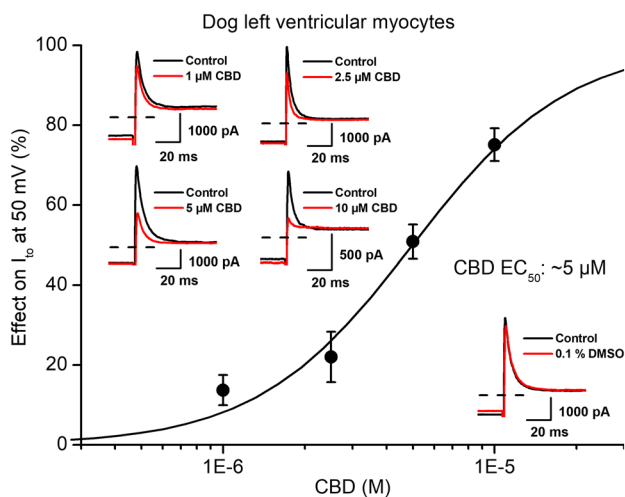 Dog left ventricular myocytes
Effect on Ito at 50 mV (%)
100
80
60
40
20
0
Control
1 µM CBD
1000 pA
20 ms
Control
2.5 µM CBD
1000 pA
20 ms
Control
5 µM CBD
1000 pA
20 ms
Control
10 µM CBD
500 pA
20 ms
CBD EC50: ~5 µM
Control
0.1 % DMSO
1000 pA
20 ms
1E-6
1E-5
CBD (M)